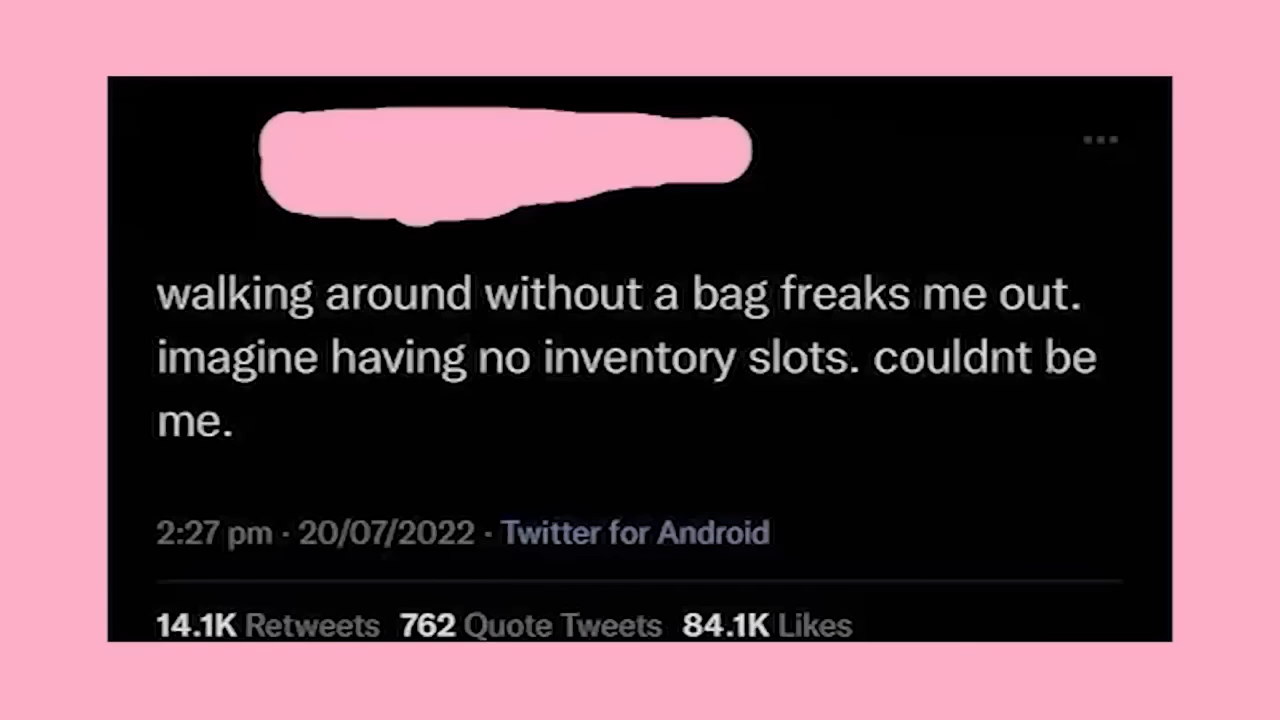 walking around without a bag freaks me out.
imagine having no inventory slots. couldnt be
me.
2:27 pm · 20/07/2022 · Twitter for Android
14.1K Retweets 762 Quote Tweets 84.1K Likes